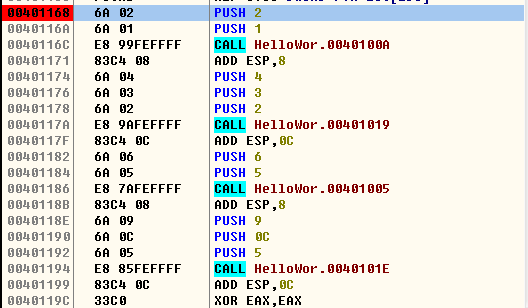 00401168 6A 02 PUSH 2
0040116A 6A 01 PUSH 1
0040116C E8 99FEFFFF CALL HelloWor.0040100A
00401171 83C4 08 ADD ESP,8
00401174 6A 04 PUSH 4
00401176 6A 03 PUSH 3
00401178 6A 02 PUSH 2
0040117A E8 9AFEFFFF CALL HelloWor.00401019
0040117F 83C4 0C ADD ESP,0C
00401182 6A 06 PUSH 6
00401184 6A 05 PUSH 5
00401186 E8 7AFEFFFF CALL HelloWor.00401005
0040118B 83C4 08 ADD ESP,8
0040118E 6A 09 PUSH 9
00401190 6A 0C PUSH 0C
00401192 6A 05 PUSH 5
00401194 E8 85FEFFFF CALL HelloWor.0040101E
00401199 83C4 0C ADD ESP,0C
0040119C 33C0 XOR EAX,EAX